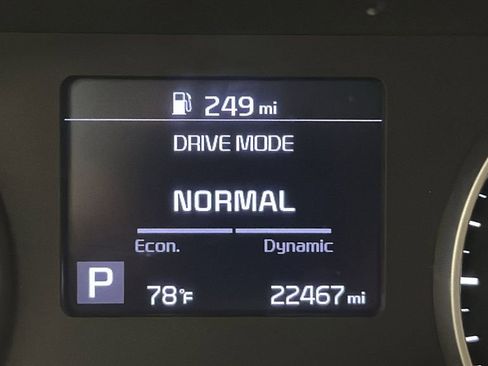 249 mi
DRIVE MODE
NORMAL
Econ. Dynamic
P 78°F 22467 mi